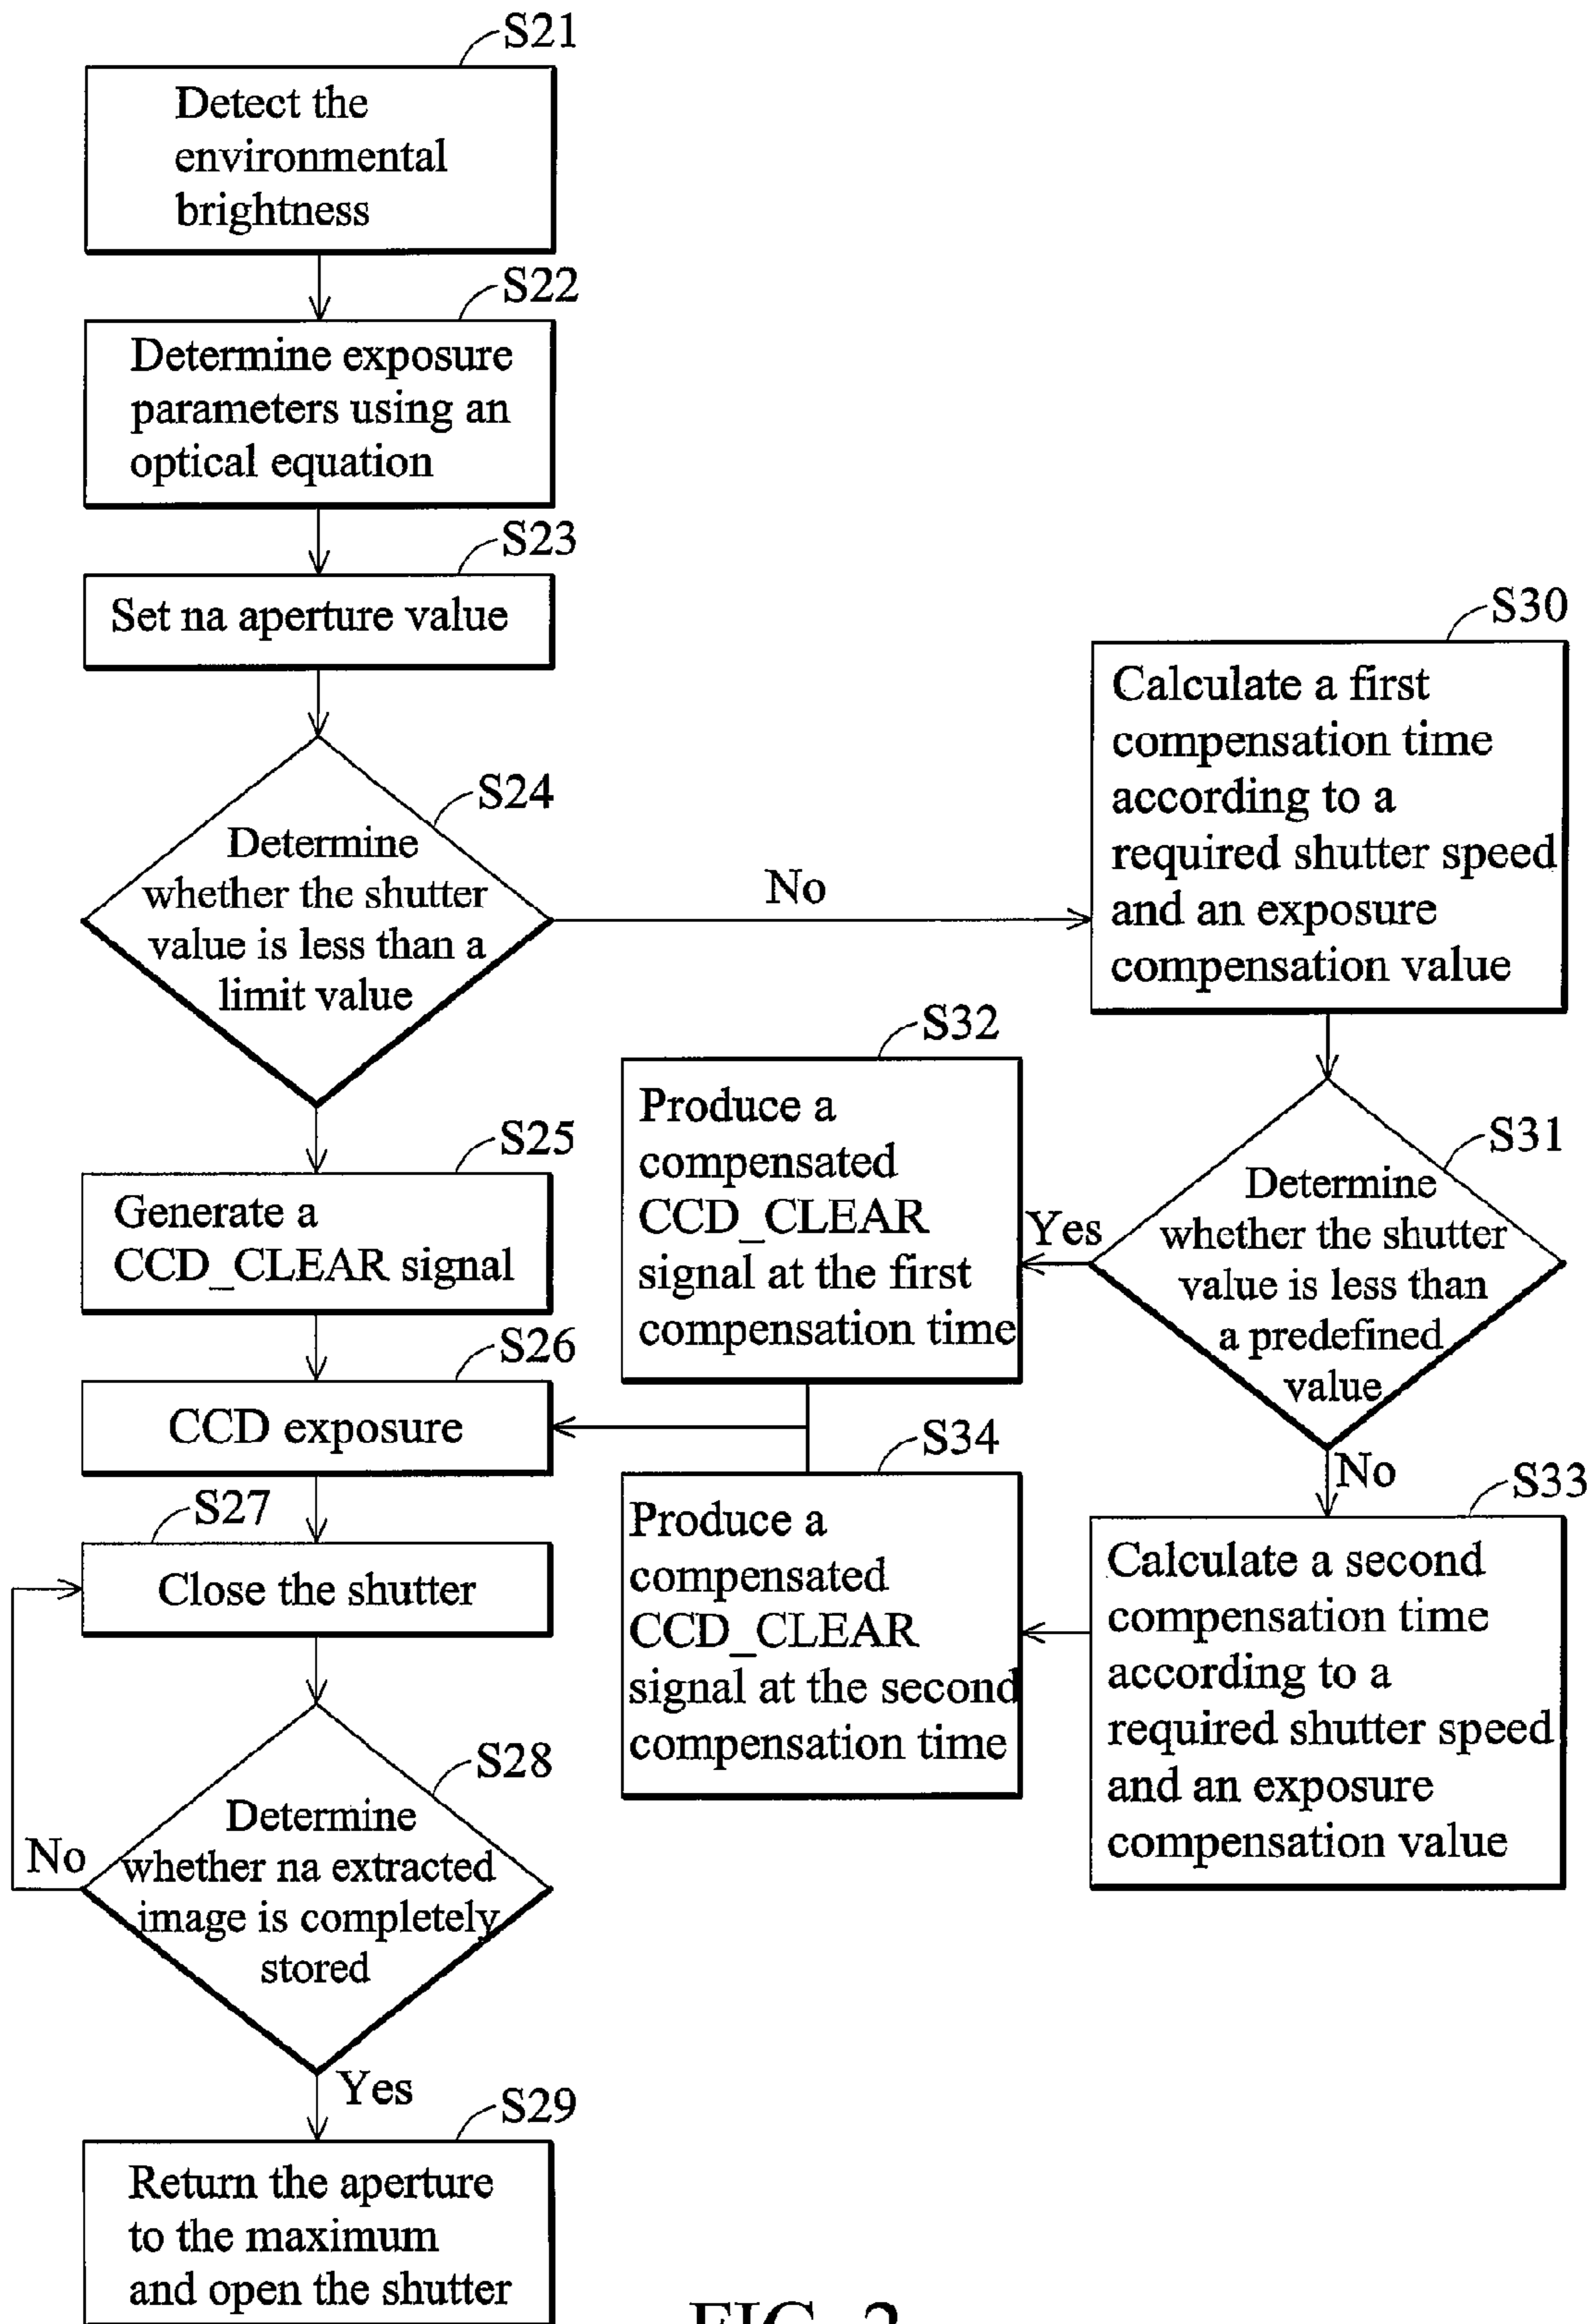 S21
Detect the
environmental
brightness
S22
Determine exposure
parameters using an
optical equation
S23
Set na aperture value
S24
Determine
whether the shutter
value is less than a
limit value
No
S30
Calculate a first
compensation time
according to a
required shutter speed
and an exposure
compensation value
S31
Determine
whether the shutter
value is less than
a predefined
value
Yes
S32
Produce a
compensated
CCD_CLEAR
signal at the first
compensation time
No
S33
Calculate a second
compensation time
according to a
required shutter speed
and an exposure
compensation value
S34
Produce a
compensated
CCD_CLEAR
signal at the second
compensation time
S25
Generate a
CCD_CLEAR signal
S26
CCD exposure
S27
Close the shutter
S28
Determine
whether na extracted
image is completely
stored
No
Yes
S29
Return the aperture
to the maximum
and open the shutter